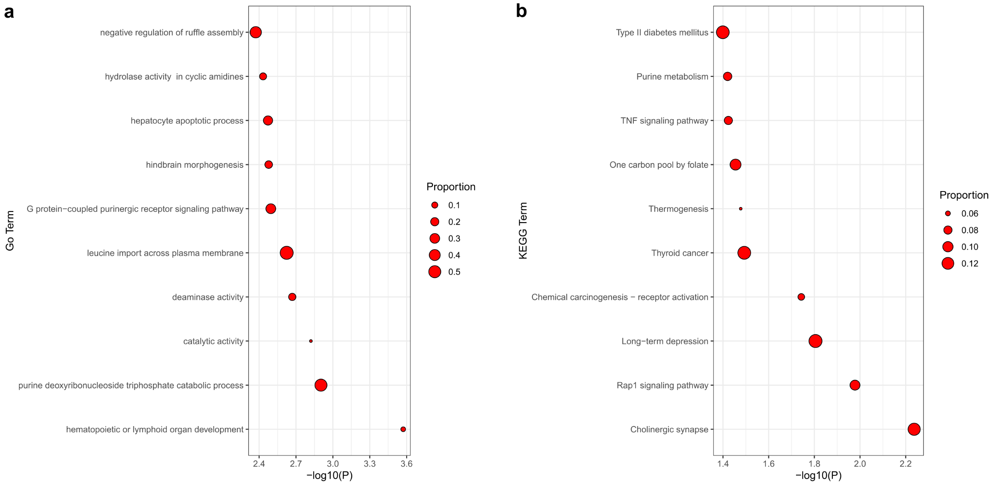 a
negative regulation of ruffle assembly
hydrolase activity  in cyclic amidines
hepatocyte apoptotic process
hindbrain morphogenesis
G protein−coupled purinergic receptor signaling pathway
leucine import across plasma membrane
deaminase activity
catalytic activity
purine deoxyribonucleoside triphosphate catabolic process
hematopoietic or lymphoid organ development
Go Term
2.4 2.7 3.0 3.3 3.6
−log10(P)
Proportion
0.1
0.2
0.3
0.4
0.5
b
Type II diabetes mellitus
Purine metabolism
TNF signaling pathway
One carbon pool by folate
Thermogenesis
Thyroid cancer
Chemical carcinogenesis − receptor activation
Long−term depression
Rap1 signaling pathway
Cholinergic synapse
KEGG Term
1.4 1.6 1.8 2.0 2.2
−log10(P)
Proportion
0.06
0.08
0.10
0.12